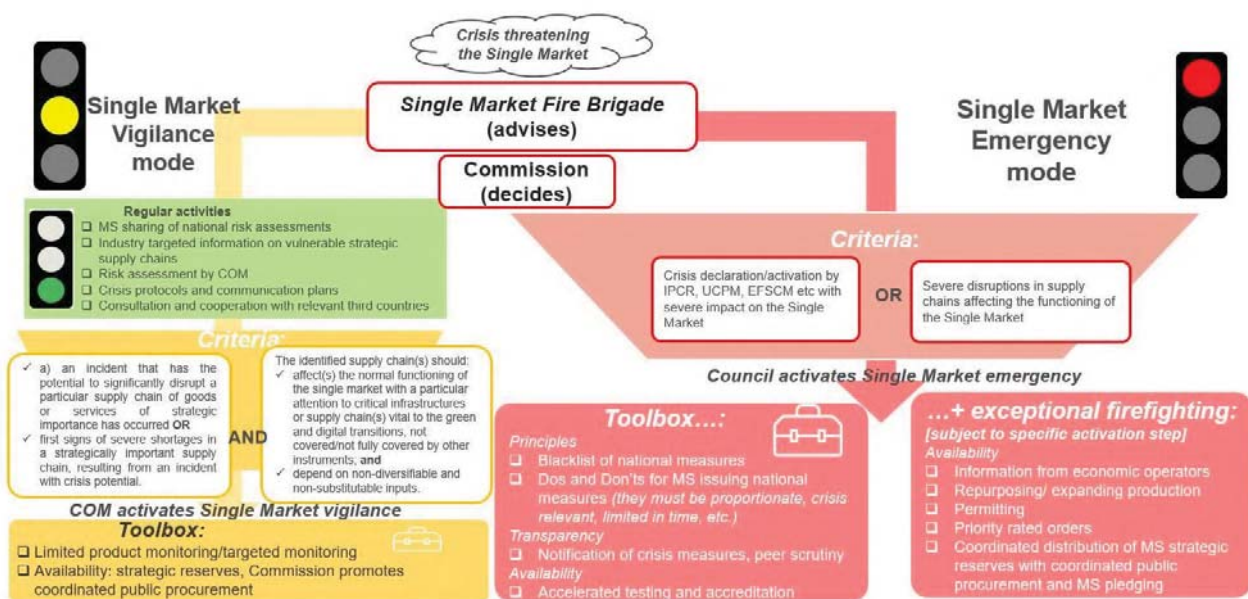 Crisis threatening
the Single Market
Single Market
Vigilance
mode
Single Market Fire Brigade
(advises)
Commission
(decides)
Single Market
Emergency
mode
Regular activities
❑ MS sharing of national risk assessments
❑ Industry targeted information on vulnerable strategic
supply chains
❑ Risk assessment by COM
❑ Crisis protocols and communication plans
❑ Consultation and cooperation with relevant third countries
Criteria:
✓ a) an incident that has the
potential to significantly disrupt a
particular supply chain of goods
or services of strategic
importance has occurred OR
✓ first signs of severe shortages in
a strategically important supply
chain, resulting from an incident
with crisis potential.
AND
The identified supply chain(s) should:
✓ affect(s) the normal functioning of
the single market with a particular
attention to critical infrastructures
or supply chain(s) vital to the green
and digital transitions, not
covered/not fully covered by other
instruments; and
✓ depend on non-diversifiable and
non-substitutable inputs.
COM activates Single Market vigilance
Toolbox:
❑ Limited product monitoring/targeted monitoring
❑ Availability: strategic reserves, Commission promotes
coordinated public procurement
Criteria:
Crisis declaration/activation by
IPCR, UCPM, EFSCM etc with
severe impact on the Single
Market
OR
Severe disruptions in supply
chains affecting the functioning of
the Single Market
Council activates Single Market emergency
Toolbox…:
Principles
❑ Blacklist of national measures
❑ Dos and Don'ts for MS issuing national
measures (they must be proportionate, crisis
relevant, limited in time, etc.)
Transparency
❑ Notification of crisis measures, peer scrutiny
Availability
❑ Accelerated testing and accreditation
…+ exceptional firefighting:
[subject to specific activation step]
Availability
❑ Information from economic operators
❑ Repurposing/ expanding production
❑ Permitting
❑ Priority rated orders
❑ Coordinated distribution of MS strategic
reserves with coordinated public
procurement and MS pledging